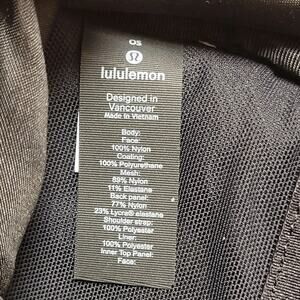 OS
lululemon
Designed in
Vancouver
Made in Vietnam
Body:
Face:
100% Nylon
Coating:
100% Polyurethane
Mesh:
89% Nylon
11% Elastane
Back panel:
77% Nylon
23% Lycra® elastane
Shoulder strap:
100% Polyester
Liner:
100% Polyester
Inner Top Panel:
Face: